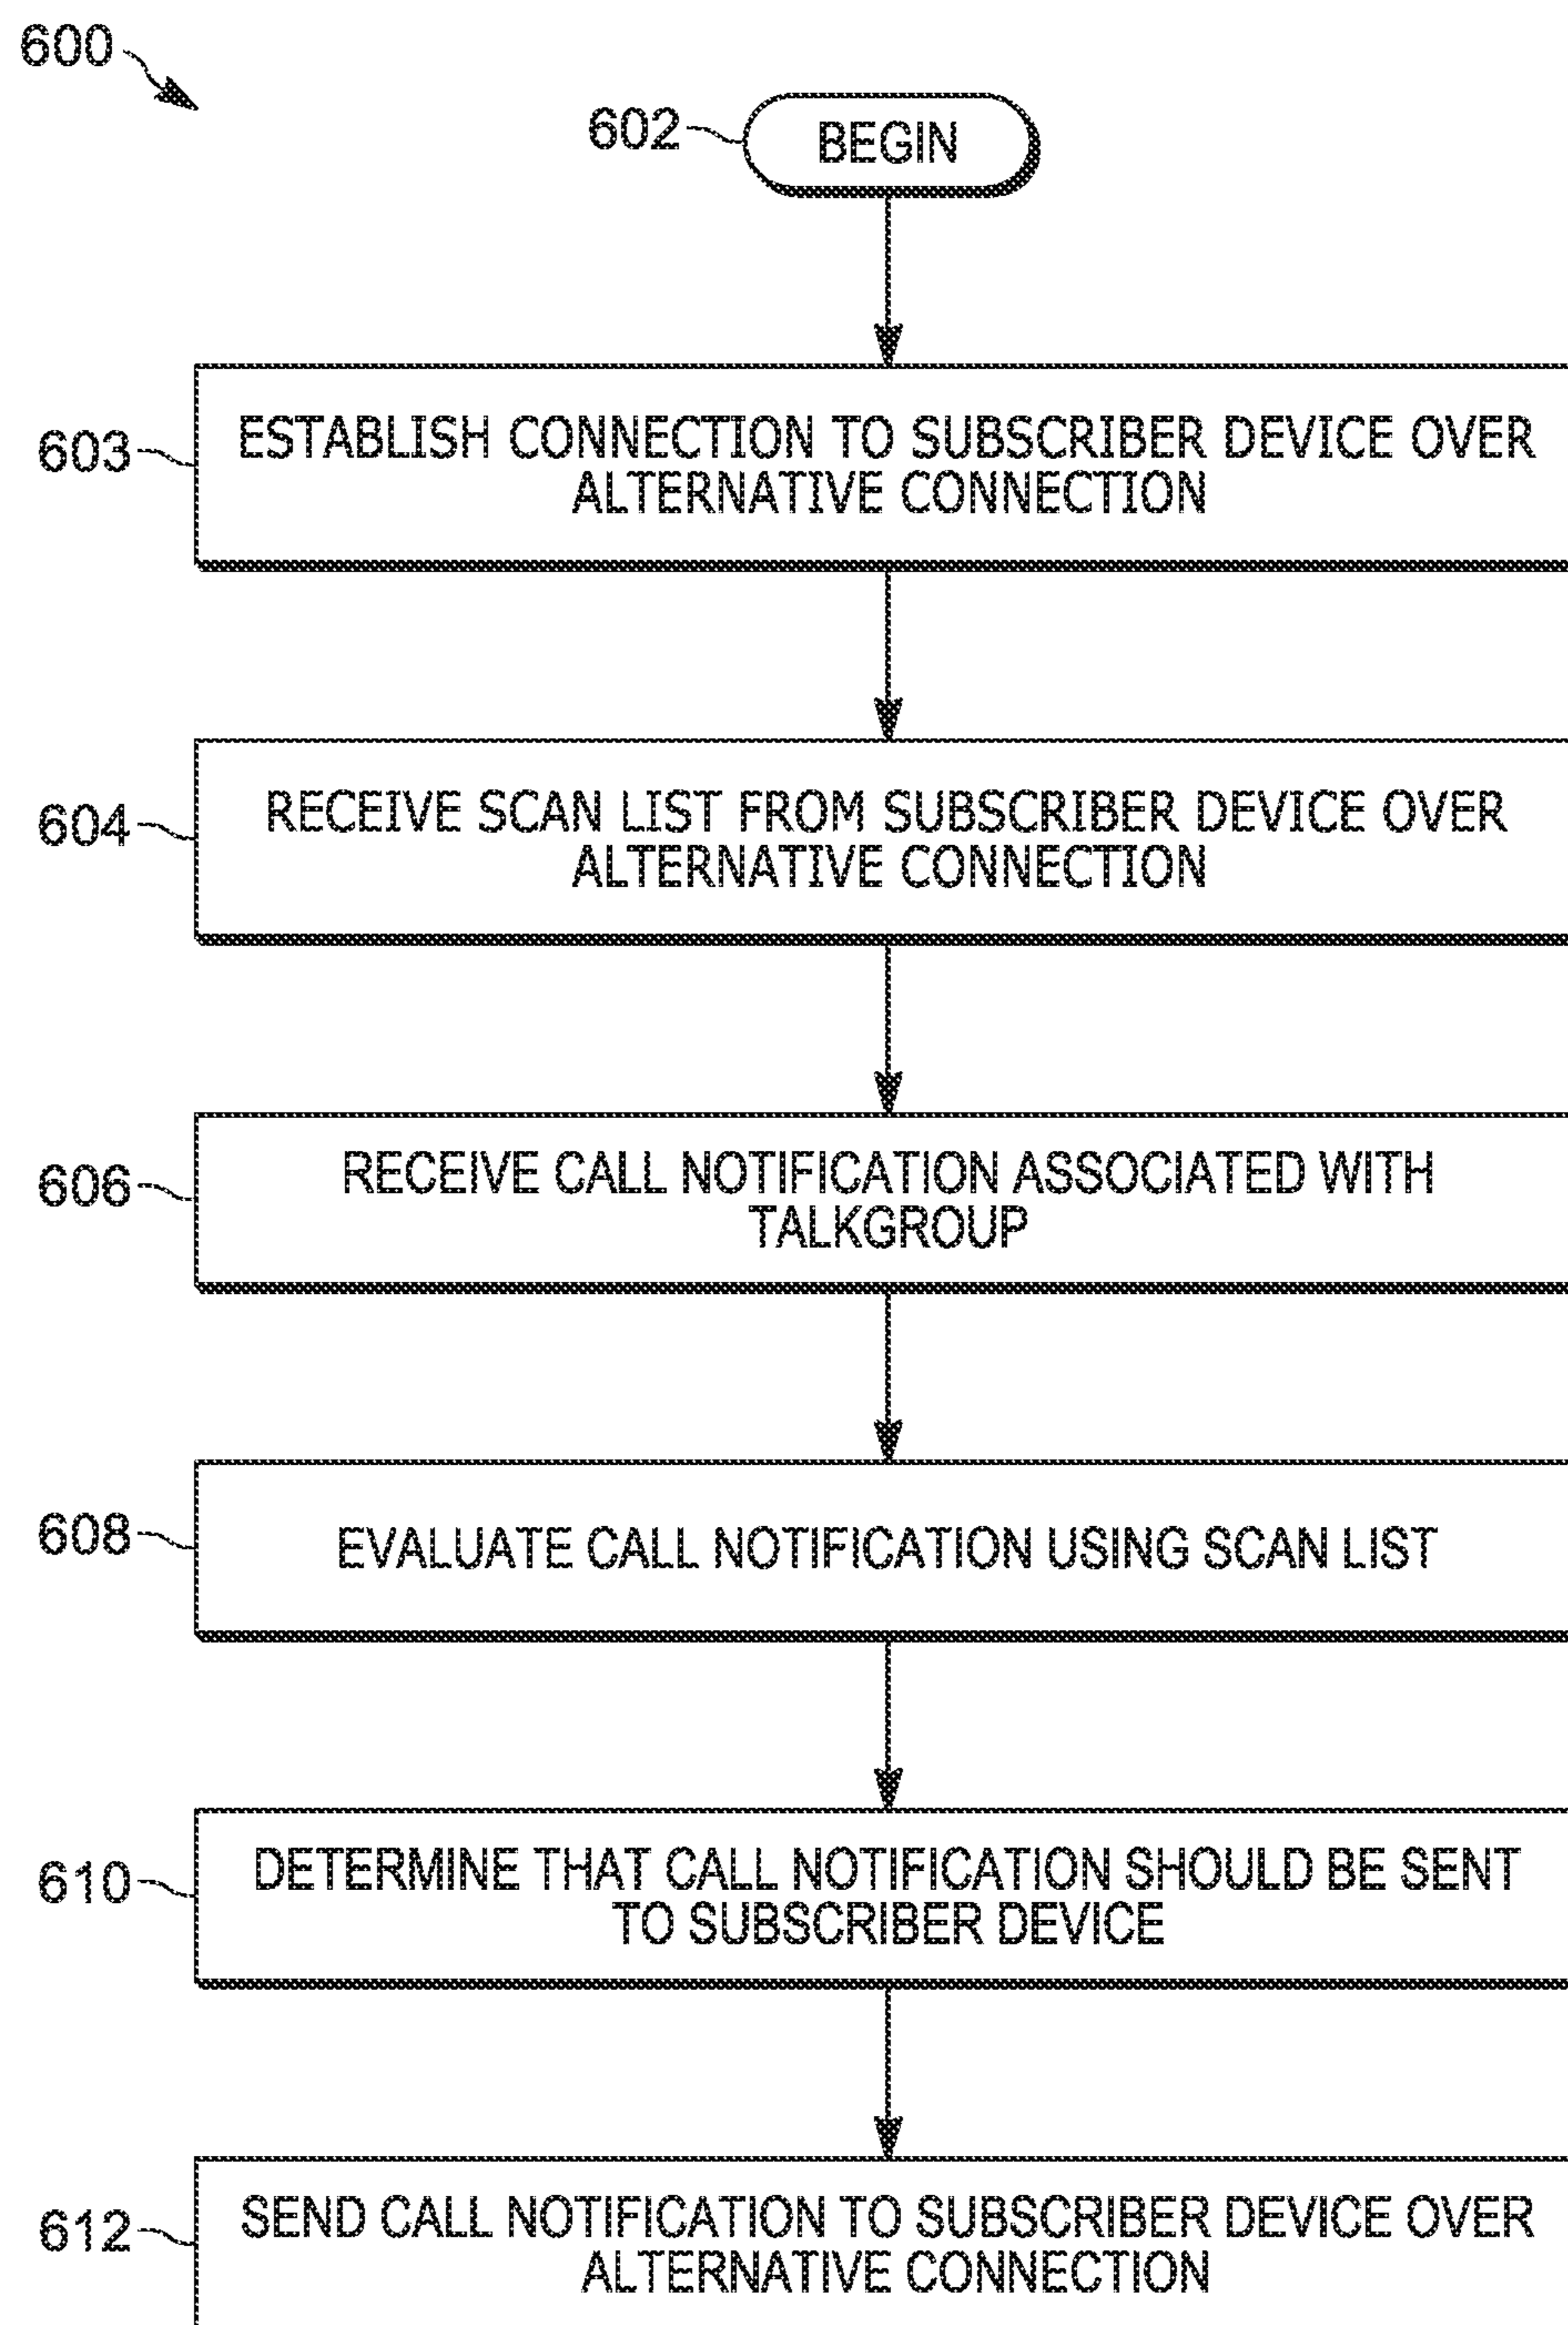 600
602
BEGIN
603
ESTABLISH CONNECTION TO SUBSCRIBER DEVICE OVER
ALTERNATIVE CONNECTION
604
RECEIVE SCAN LIST FROM SUBSCRIBER DEVICE OVER
ALTERNATIVE CONNECTION
606
RECEIVE CALL NOTIFICATION ASSOCIATED WITH
TALKGROUP
608
EVALUATE CALL NOTIFICATION USING SCAN LIST
610
DETERMINE THAT CALL NOTIFICATION SHOULD BE SENT
TO SUBSCRIBER DEVICE
612
SEND CALL NOTIFICATION TO SUBSCRIBER DEVICE OVER
ALTERNATIVE CONNECTION